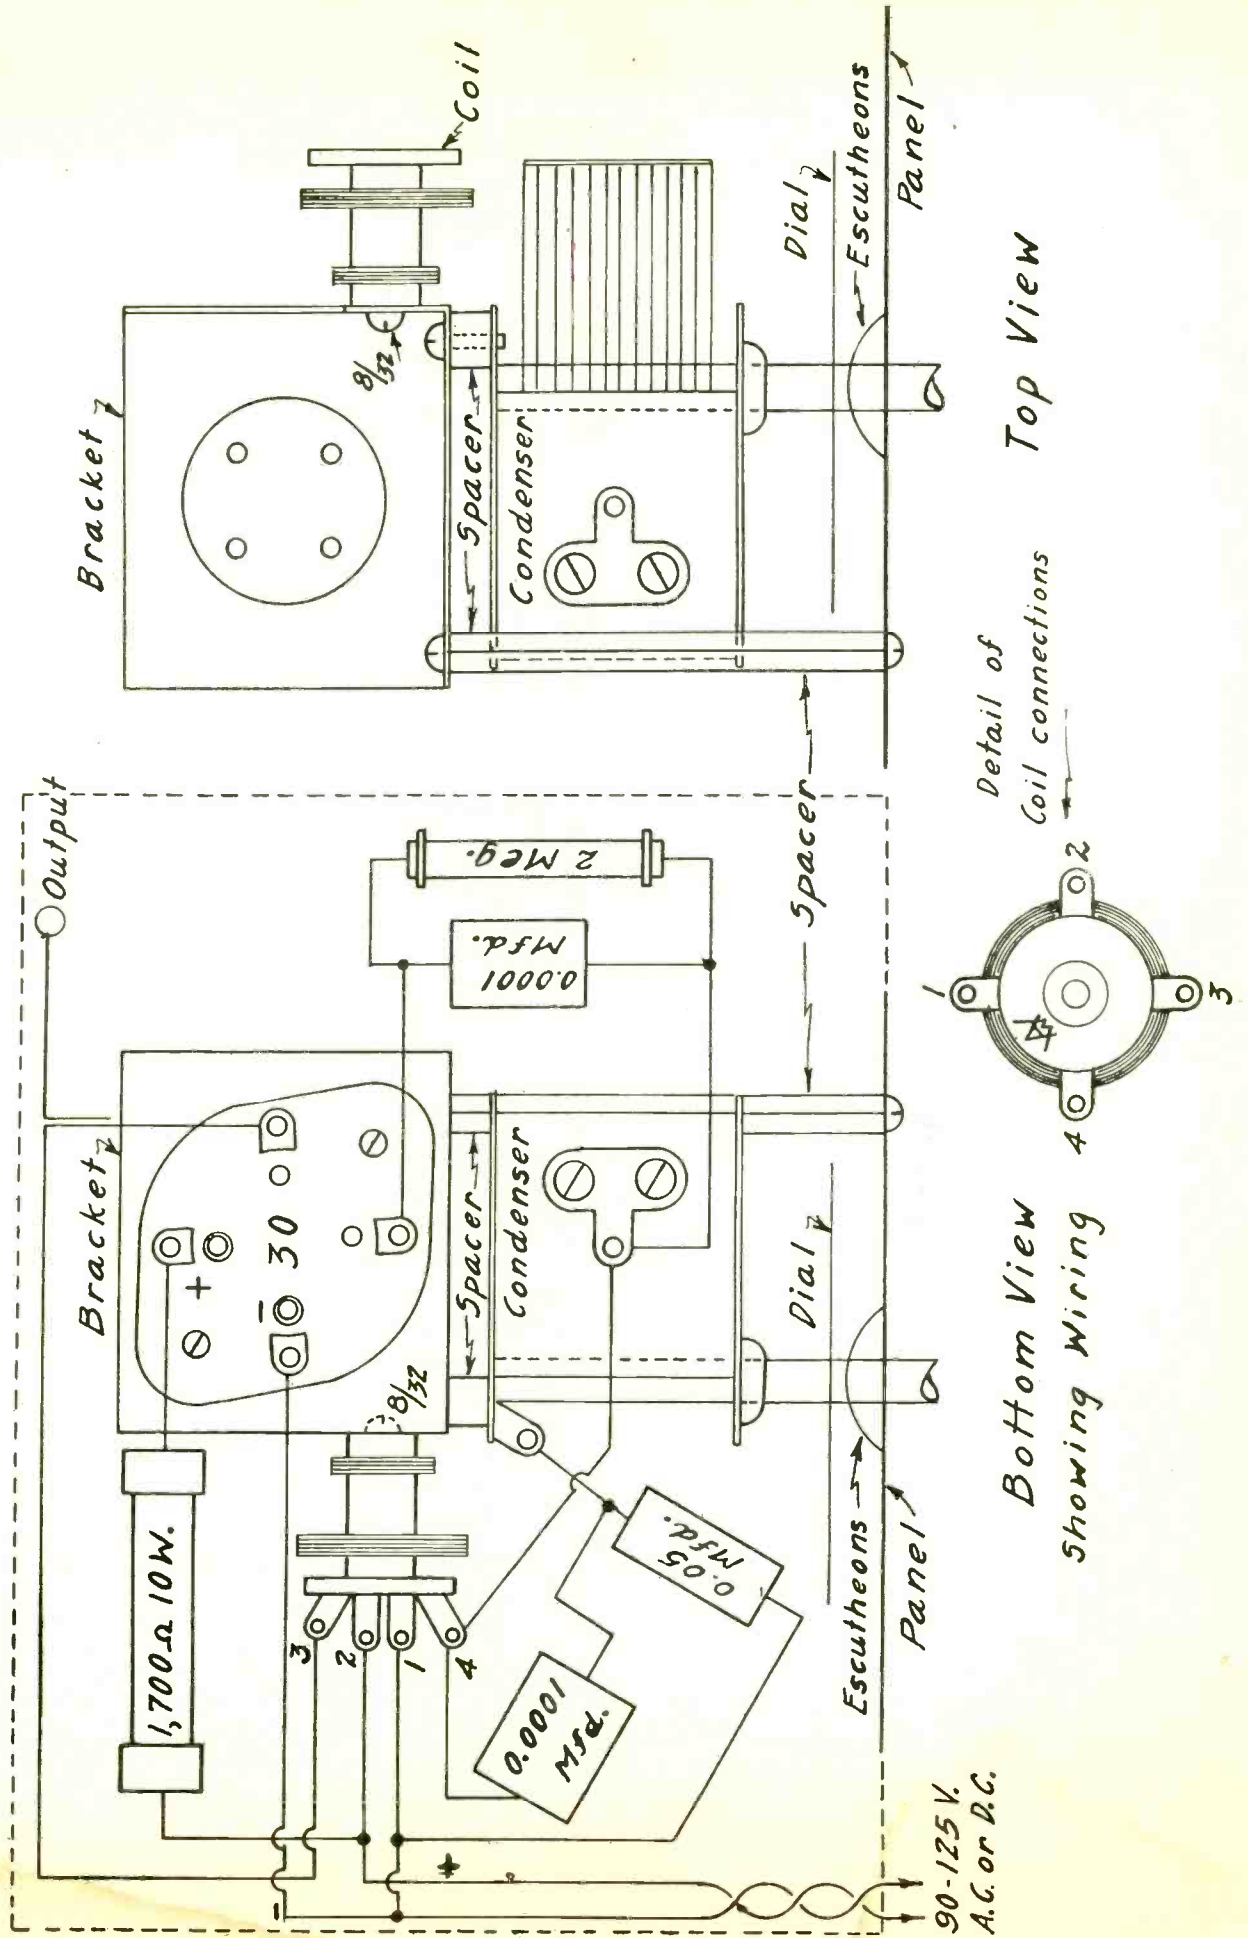 Output
Bracket
1,700Ω 10W.
+
−
30
8/32
3
2
1
4
2 Meg.
0.0001
Mfd.
Spacer
Condenser
0.0001
Mfd.
0.05
Mfd.
Dial
Escutheons
Panel
+
−
90-125 V.
A.C. or D.C.
Bottom View
Showing Wiring
Spacer
Bracket
8/32
Coil
Spacer
Condenser
Dial
Escutheons
Panel
Top View
Detail of
Coil connections
1
2
3
4